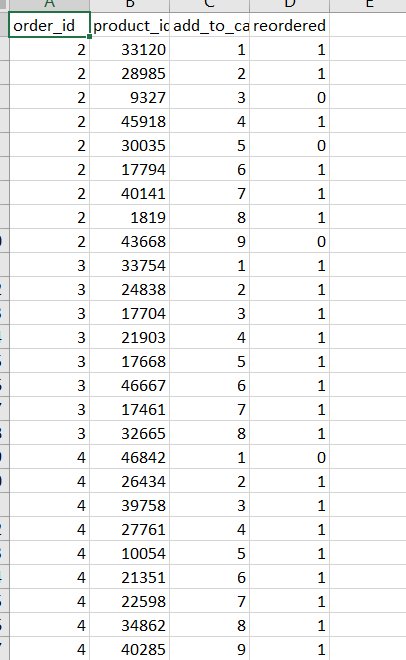 A B C D E
order_id product_id add_to_ca reordered
2 33120 1 1
2 28985 2 1
2 9327 3 0
2 45918 4 1
2 30035 5 0
2 17794 6 1
2 40141 7 1
2 1819 8 1
2 43668 9 0
3 33754 1 1
3 24838 2 1
3 17704 3 1
3 21903 4 1
3 17668 5 1
3 46667 6 1
3 17461 7 1
3 32665 8 1
4 46842 1 0
4 26434 2 1
4 39758 3 1
4 27761 4 1
4 10054 5 1
4 21351 6 1
4 22598 7 1
4 34862 8 1
4 40285 9 1